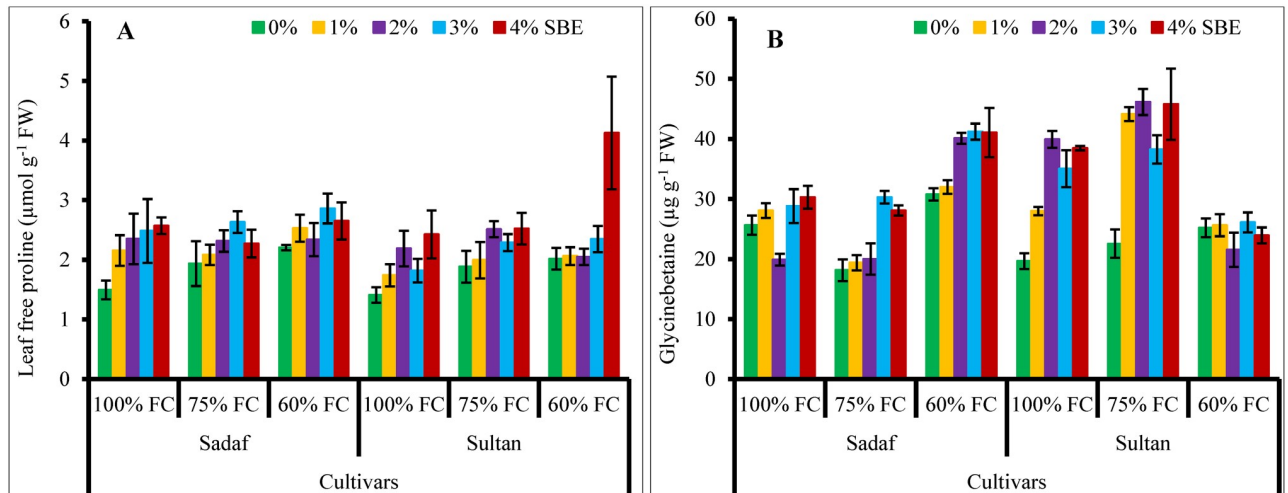 A
0% 1% 2% 3% 4% SBE
Leaf free proline (μmol g⁻¹ FW)
6
5
4
3
2
1
0
100% FC 75% FC 60% FC 100% FC 75% FC 60% FC
Sadaf Sultan
Cultivars
B
0% 1% 2% 3% 4% SBE
Glycinebetaine (μg g⁻¹ FW)
60
50
40
30
20
10
0
100% FC 75% FC 60% FC 100% FC 75% FC 60% FC
Sadaf Sultan
Cultivars